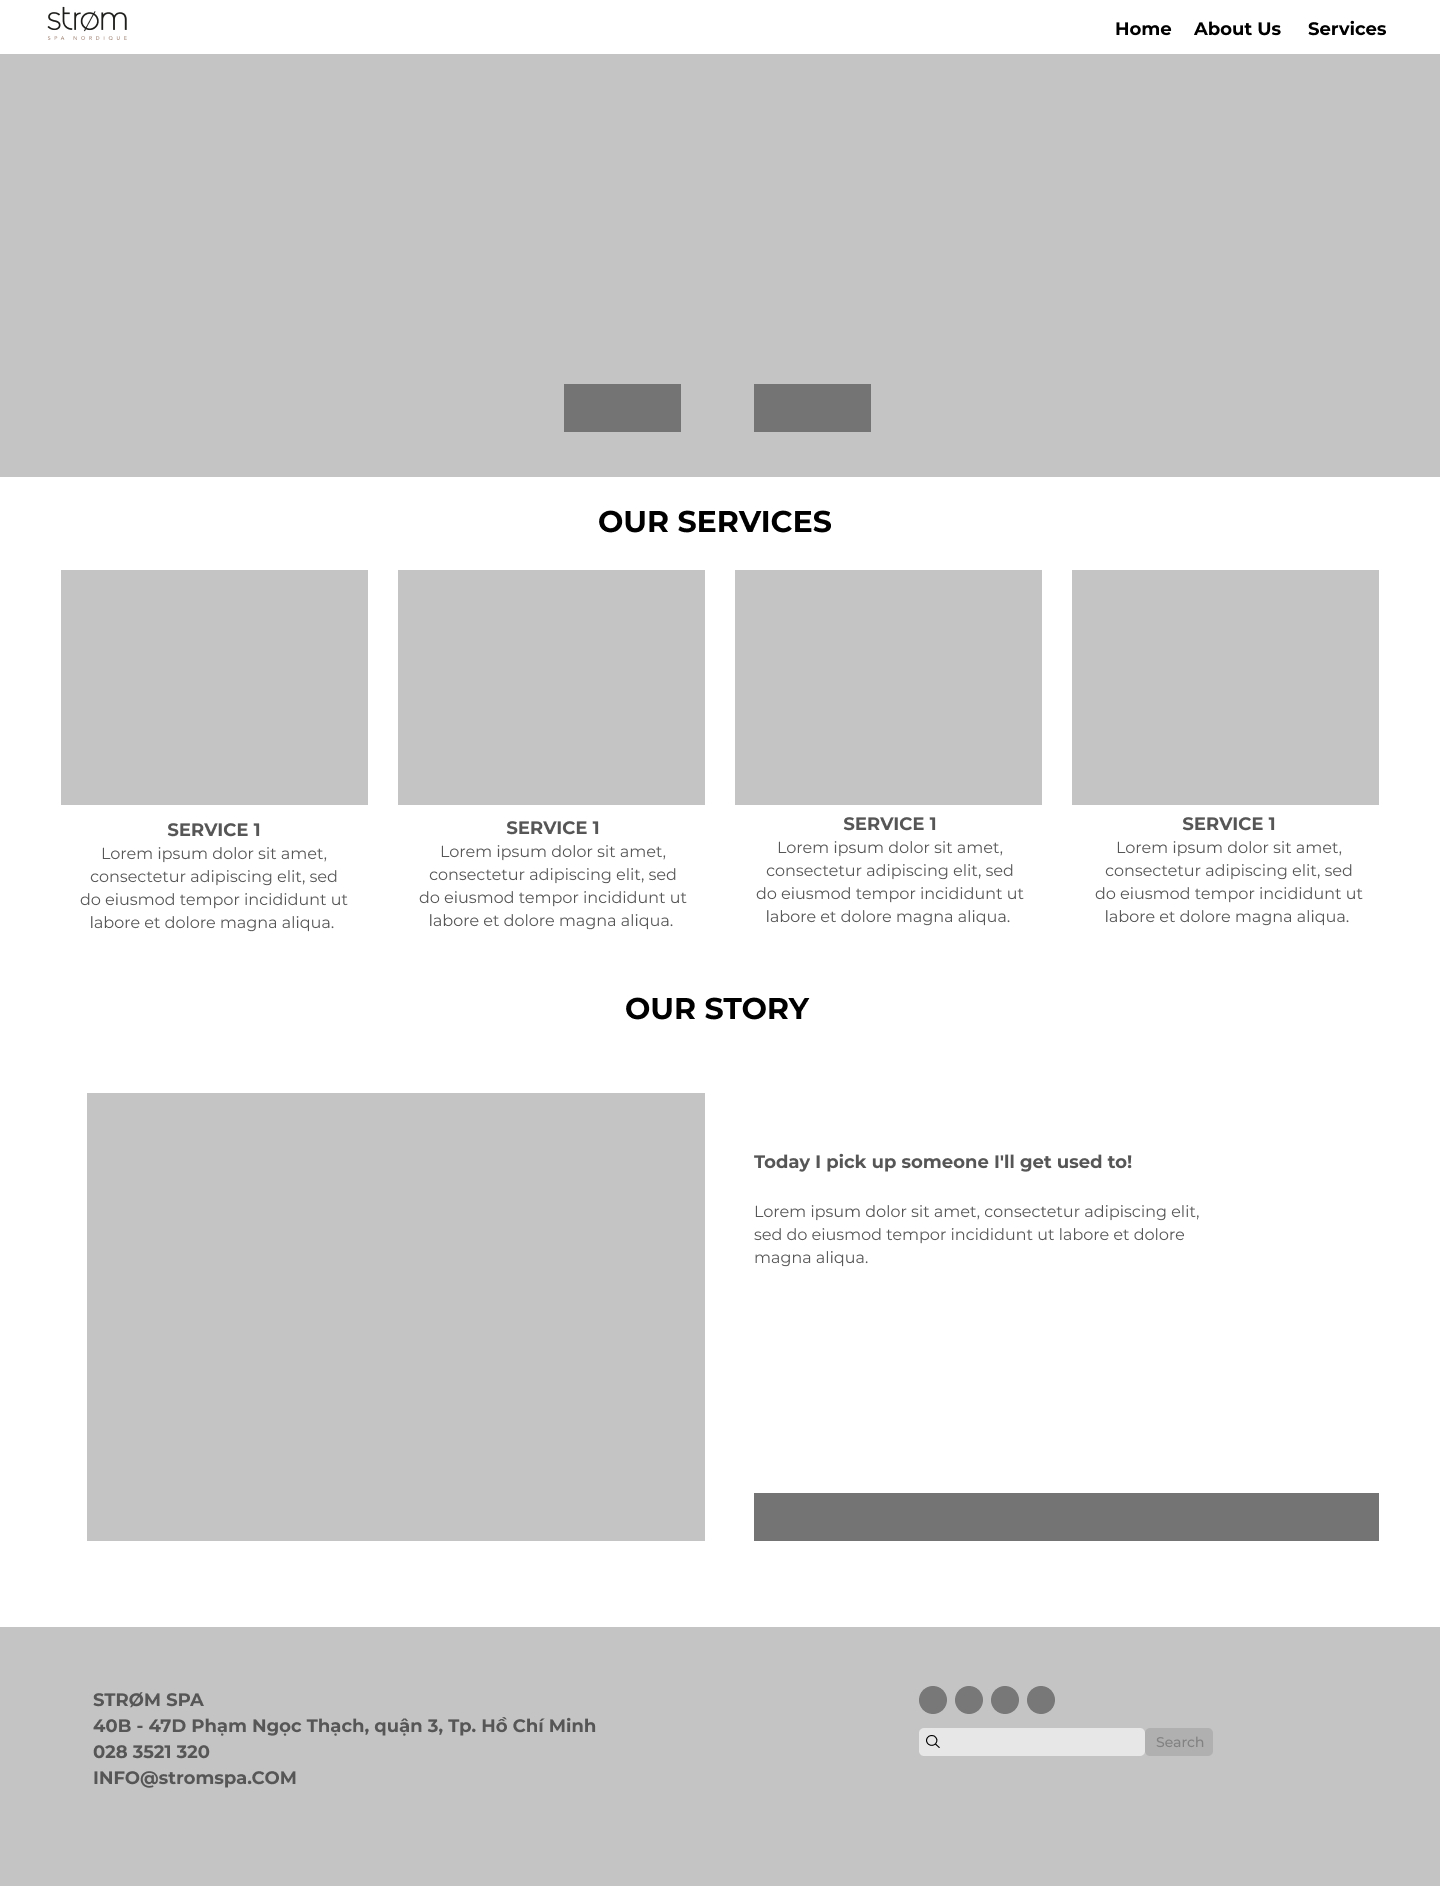 strøm
SPA NORDIQUE
Home About Us Services
OUR SERVICES
SERVICE 1
Lorem ipsum dolor sit amet,
consectetur adipiscing elit, sed
do eiusmod tempor incididunt ut
labore et dolore magna aliqua.
SERVICE 1
Lorem ipsum dolor sit amet,
consectetur adipiscing elit, sed
do eiusmod tempor incididunt ut
labore et dolore magna aliqua.
SERVICE 1
Lorem ipsum dolor sit amet,
consectetur adipiscing elit, sed
do eiusmod tempor incididunt ut
labore et dolore magna aliqua.
SERVICE 1
Lorem ipsum dolor sit amet,
consectetur adipiscing elit, sed
do eiusmod tempor incididunt ut
labore et dolore magna aliqua.
OUR STORY
Today I pick up someone I'll get used to!
Lorem ipsum dolor sit amet, consectetur adipiscing elit,
sed do eiusmod tempor incididunt ut labore et dolore
magna aliqua.
STRØM SPA
40B - 47D Phạm Ngọc Thạch, quận 3, Tp. Hồ Chí Minh
028 3521 320
INFO@stromspa.COM
Search